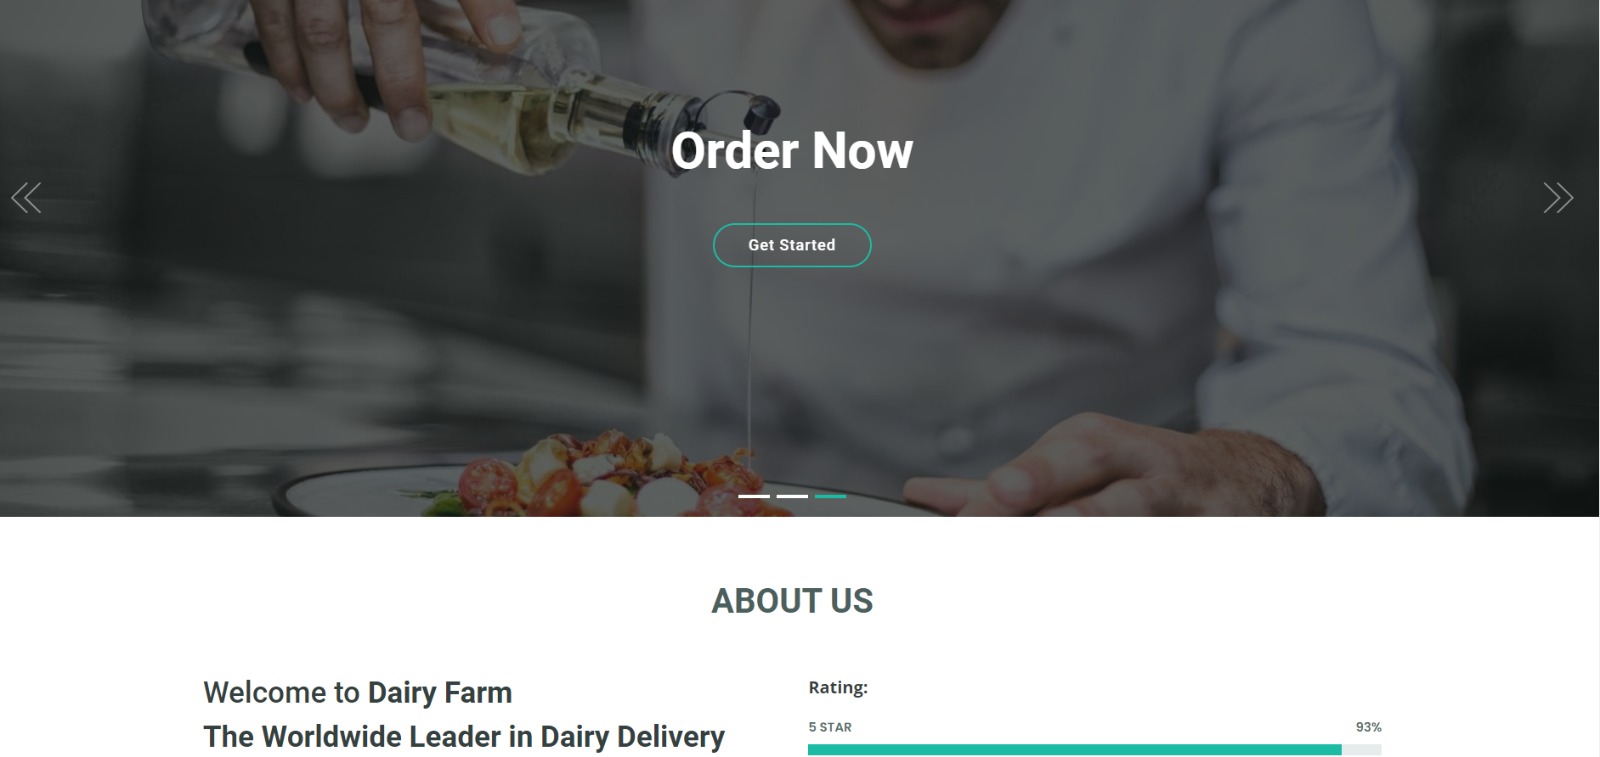 Order Now
Get Started
ABOUT US
Welcome to Dairy Farm
The Worldwide Leader in Dairy Delivery
Rating:
5 STAR 93%